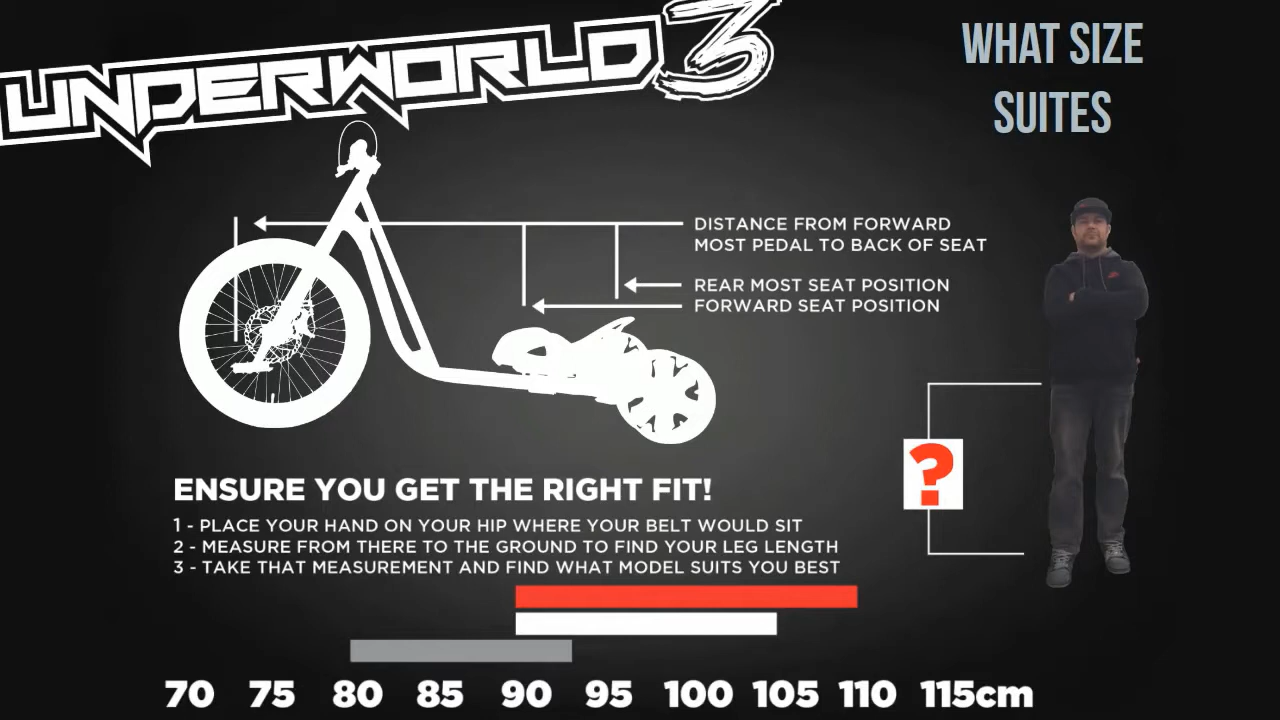 UNDERWORLD 3
WHAT SIZE
SUITES
DISTANCE FROM FORWARD
MOST PEDAL TO BACK OF SEAT
REAR MOST SEAT POSITION
FORWARD SEAT POSITION
?
ENSURE YOU GET THE RIGHT FIT!
1 - PLACE YOUR HAND ON YOUR HIP WHERE YOUR BELT WOULD SIT
2 - MEASURE FROM THERE TO THE GROUND TO FIND YOUR LEG LENGTH
3 - TAKE THAT MEASUREMENT AND FIND WHAT MODEL SUITS YOU BEST
70 75 80 85 90 95 100 105 110 115cm